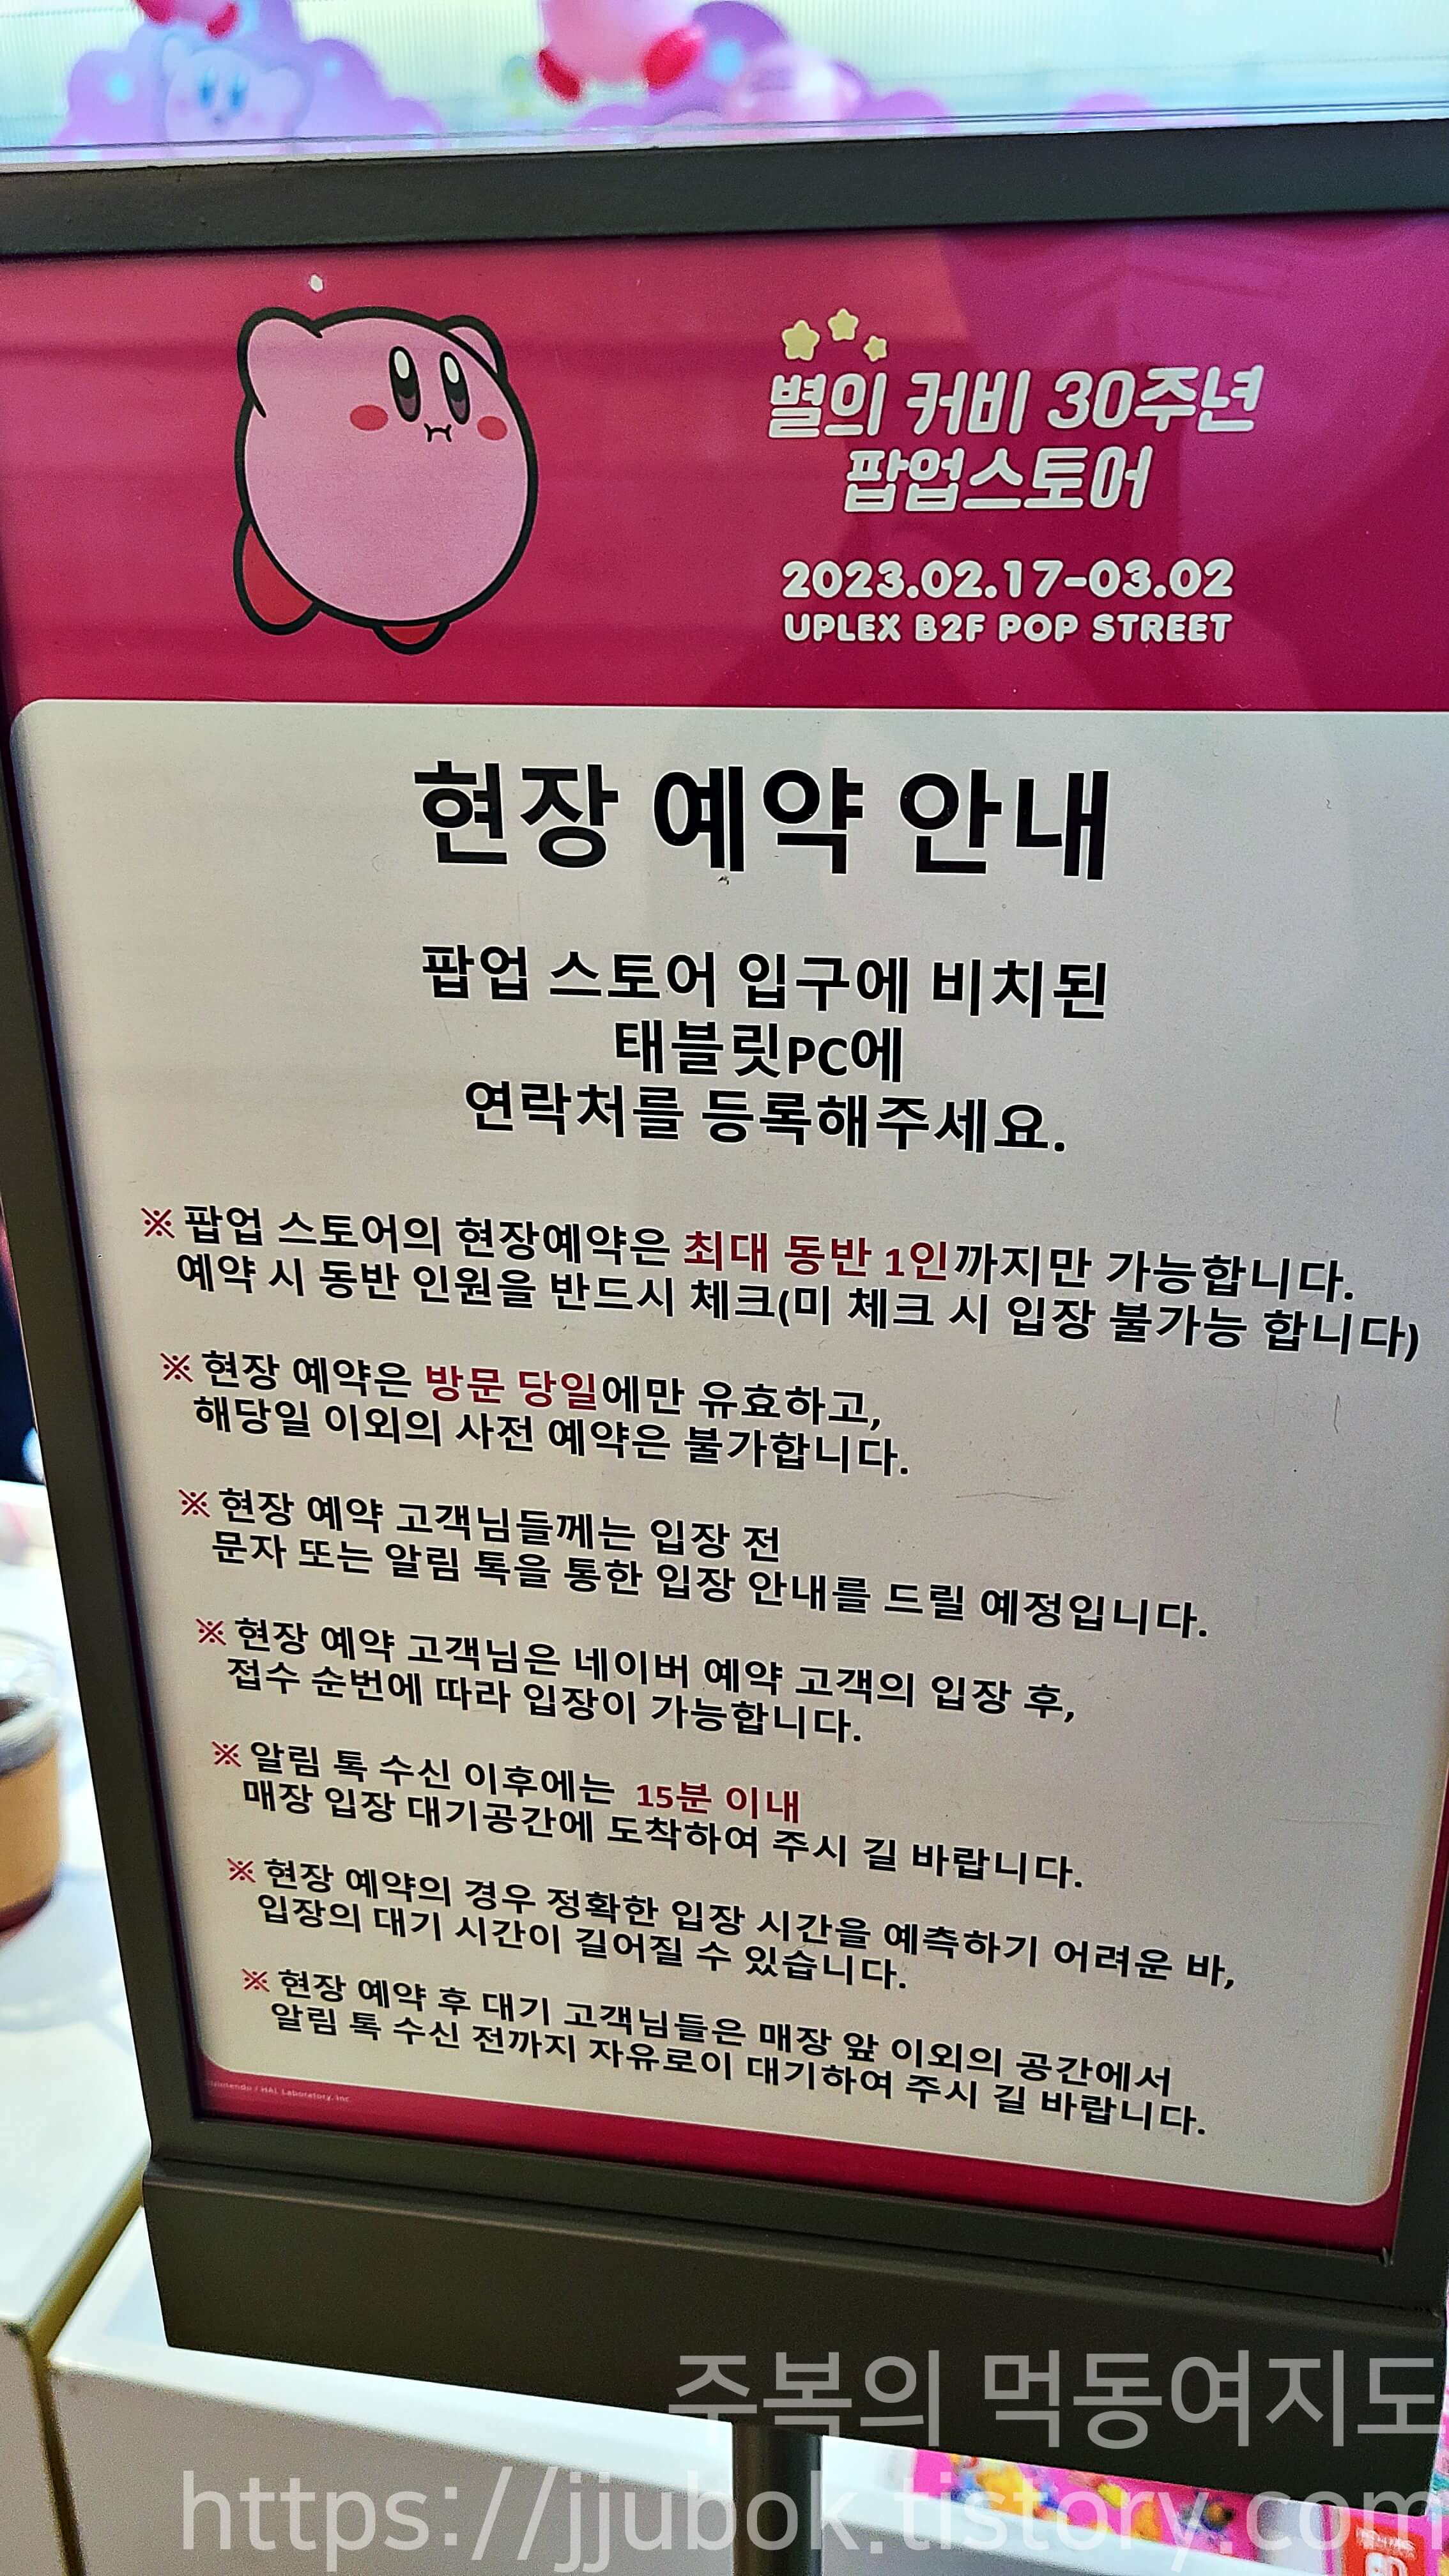 별의 커비 30주년
팝업스토어
2023.02.17-03.02
UPLEX B2F POP STREET
현장 예약 안내
팝업 스토어 입구에 비치된
태블릿PC에
연락처를 등록해주세요.
※ 팝업 스토어의 현장예약은 최대 동반 1인까지만 가능합니다.
예약 시 동반 인원을 반드시 체크(미 체크 시 입장 불가능 합니다)
※ 현장 예약은 방문 당일에만 유효하고,
해당일 이외의 사전 예약은 불가합니다.
※ 현장 예약 고객님들께는 입장 전
문자 또는 알림 톡을 통한 입장 안내를 드릴 예정입니다.
※ 현장 예약 고객님은 네이버 예약 고객의 입장 후,
접수 순번에 따라 입장이 가능합니다.
※ 알림 톡 수신 이후에는 15분 이내
매장 입장 대기공간에 도착하여 주시 길 바랍니다.
※ 현장 예약의 경우 정확한 입장 시간을 예측하기 어려운 바,
입장의 대기 시간이 길어질 수 있습니다.
※ 현장 예약 후 대기 고객님들은 매장 앞 이외의 공간에서
알림 톡 수신 전까지 자유로이 대기하여 주시 길 바랍니다.
Nintendo / HAL Laboratory, Inc.
주복의 먹동여지도
https://jjubok.tistory.com